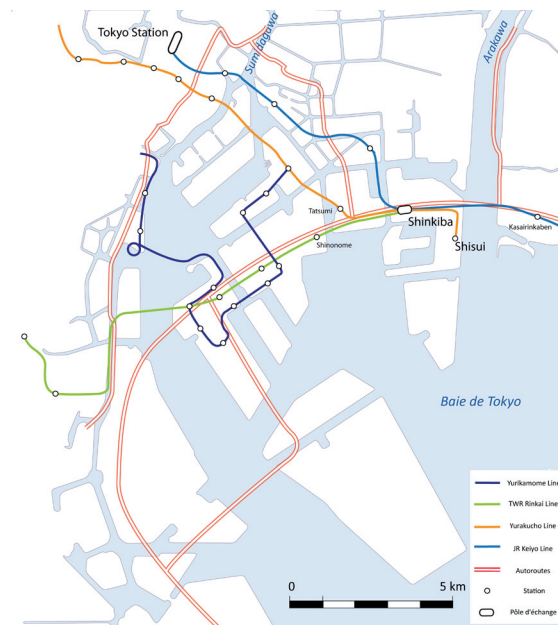 Tokyo Station
Sumidagawa
Arakawa
Tatsumi
Shinkiba
Kasairinkaben
Shinonome
Shisui
Baie de Tokyo
Yurikamome Line
TWR Rinkai Line
Yurakucho Line
JR Keiyo Line
Autoroutes
Station
Pôle d'échange
0 5 km